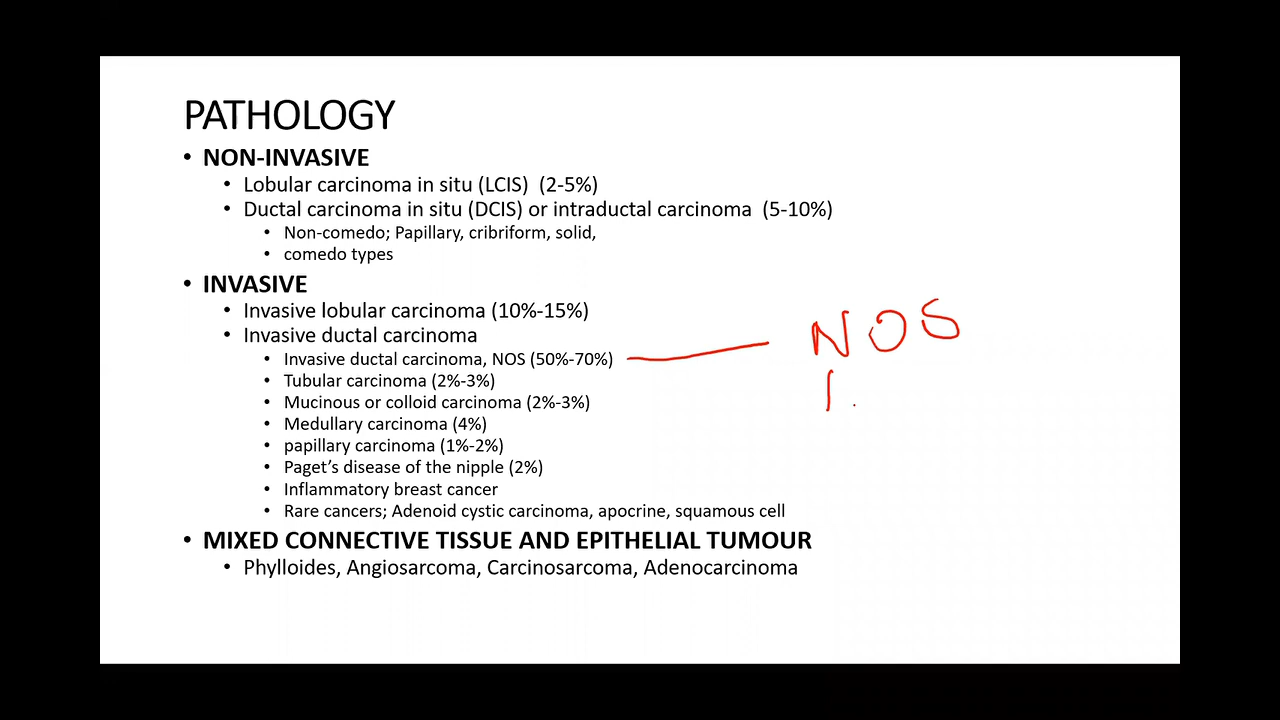 PATHOLOGY
• NON-INVASIVE
• Lobular carcinoma in situ (LCIS) (2-5%)
• Ductal carcinoma in situ (DCIS) or intraductal carcinoma (5-10%)
• Non-comedo; Papillary, cribriform, solid,
• comedo types
• INVASIVE
• Invasive lobular carcinoma (10%-15%)
• Invasive ductal carcinoma
• Invasive ductal carcinoma, NOS (50%-70%)
NOS
• Tubular carcinoma (2%-3%)
• Mucinous or colloid carcinoma (2%-3%)
• Medullary carcinoma (4%)
• papillary carcinoma (1%-2%)
• Paget’s disease of the nipple (2%)
• Inflammatory breast cancer
• Rare cancers; Adenoid cystic carcinoma, apocrine, squamous cell
• MIXED CONNECTIVE TISSUE AND EPITHELIAL TUMOUR
• Phylloides, Angiosarcoma, Carcinosarcoma, Adenocarcinoma